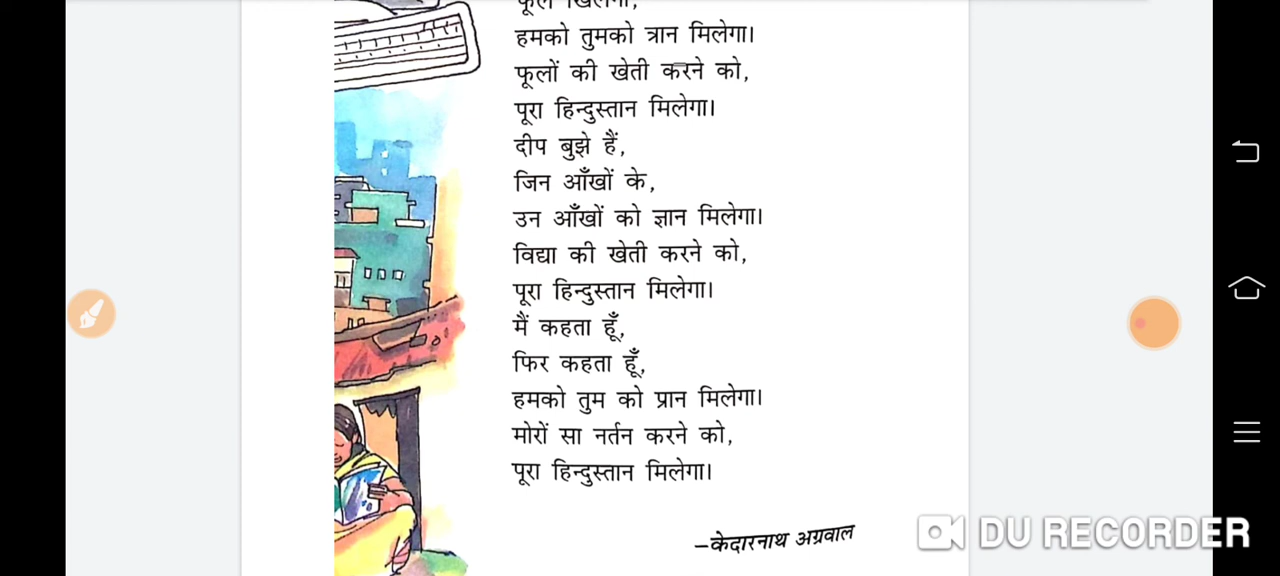 फूल खिलेगा,
हमको तुमको त्रान मिलेगा।
फूलों की खेती करने को,
पूरा हिन्दुस्तान मिलेगा।
दीप बुझे हैं,
जिन आँखों के,
उन आँखों को ज्ञान मिलेगा।
विद्या की खेती करने को,
पूरा हिन्दुस्तान मिलेगा।
मैं कहता हूँ,
फिर कहता हूँ,
हमको तुम को प्रान मिलेगा।
मोरों सा नर्तन करने को,
पूरा हिन्दुस्तान मिलेगा।
–केदारनाथ अग्रवाल
DU RECORDER